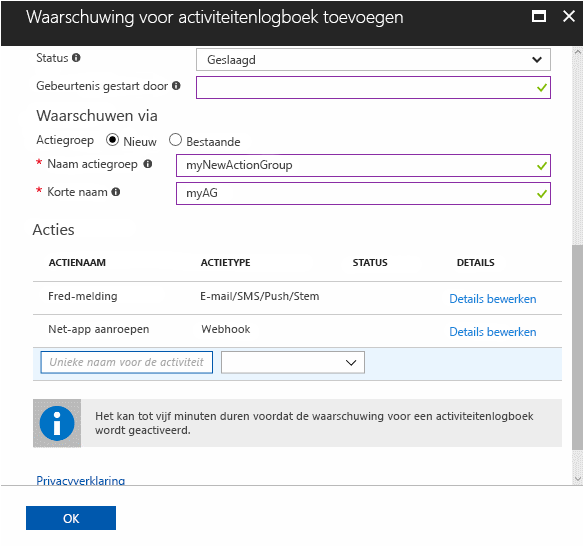 Waarschuwing voor activiteitenlogboek toevoegen
Status
Geslaagd
Gebeurtenis gestart door
Waarschuwen via
Actiegroep Nieuw Bestaande
* Naam actiegroep myNewActionGroup
* Korte naam myAG
Acties
ACTIENAAM ACTIETYPE STATUS DETAILS
Fred-melding E-mail/SMS/Push/Stem Details bewerken
Net-app aanroepen Webhook Details bewerken
Unieke naam voor de activiteit
Het kan tot vijf minuten duren voordat de waarschuwing voor een activiteitenlogboek
wordt geactiveerd.
Privacyverklaring
OK